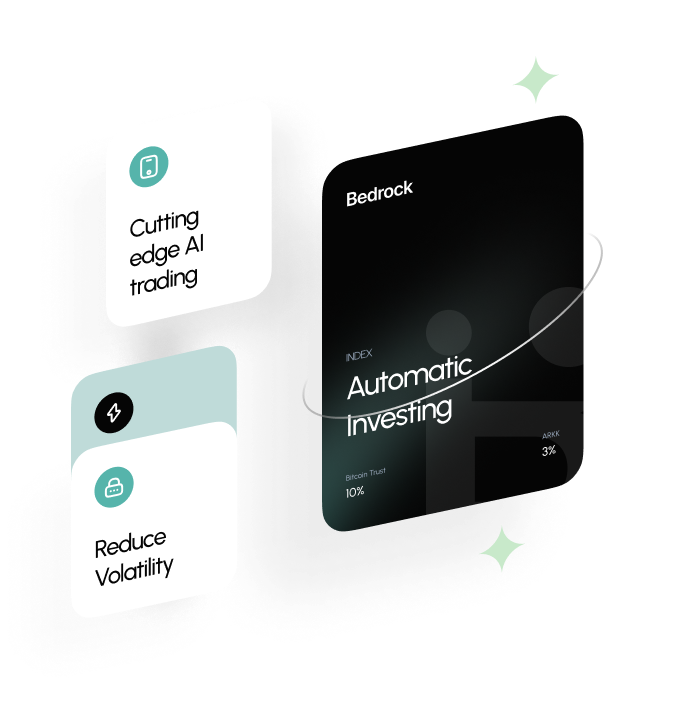 Cutting
edge AI
trading
Reduce
Volatility
Bedrock
INDEX
Automatic
Investing
Bitcoin Trust
10%
ARKK
3%